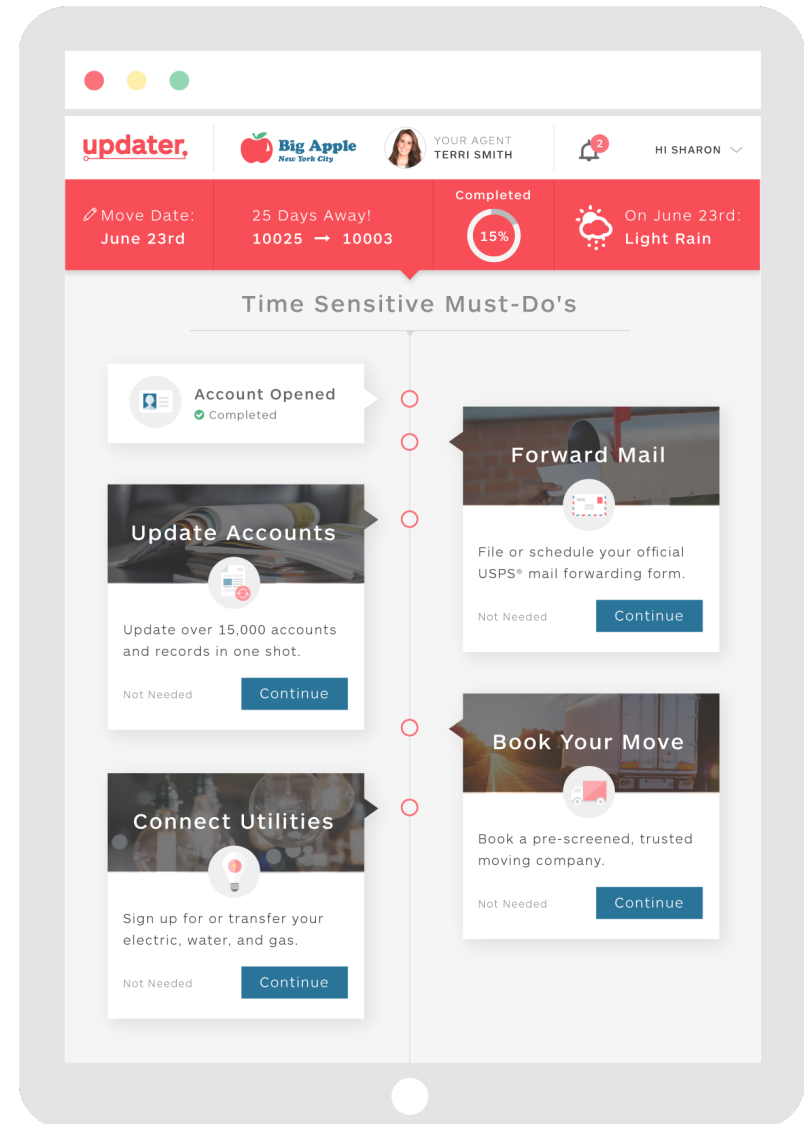 updater.
Big Apple
New York City
YOUR AGENT
TERRI SMITH
2
HI SHARON
Move Date:
June 23rd
25 Days Away!
10025 → 10003
Completed
15%
On June 23rd:
Light Rain
Time Sensitive Must-Do's
Account Opened
Completed
Forward Mail
File or schedule your official
USPS® mail forwarding form.
Not Needed
Continue
Update Accounts
Update over 15,000 accounts
and records in one shot.
Not Needed
Continue
Book Your Move
Book a pre-screened, trusted
moving company.
Not Needed
Continue
Connect Utilities
Sign up for or transfer your
electric, water, and gas.
Not Needed
Continue